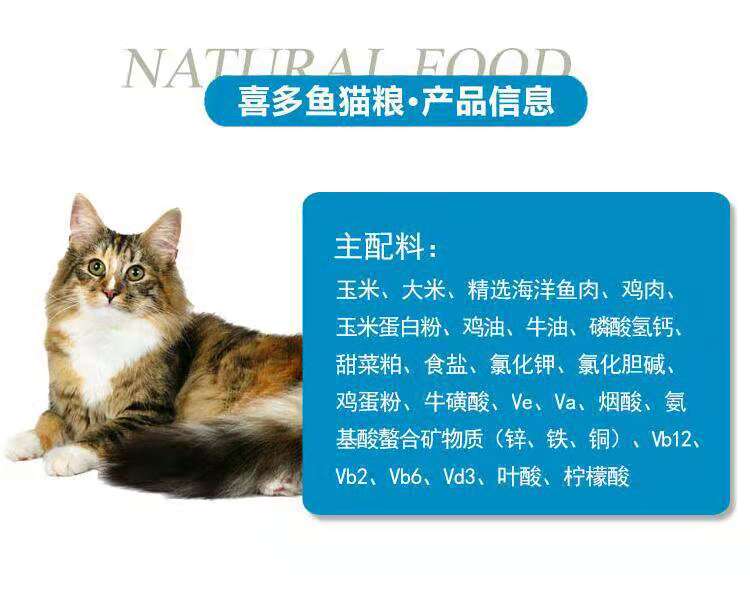 NATURAL FOOD
喜多鱼猫粮·产品信息
主配料：
玉米、大米、精选海洋鱼肉、鸡肉、
玉米蛋白粉、鸡油、牛油、磷酸氢钙、
甜菜粕、食盐、氯化钾、氯化胆碱、
鸡蛋粉、牛磺酸、Ve、Va、烟酸、氨
基酸螯合矿物质（锌、铁、铜）、Vb12、
Vb2、Vb6、Vd3、叶酸、柠檬酸